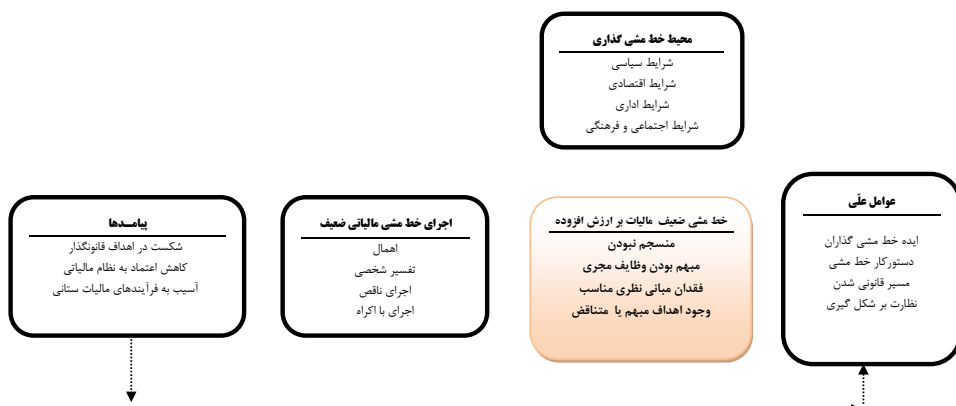 محیط خط مشی گذاری
شرایط سیاسی
شرایط اقتصادی
شرایط اداری
شرایط اجتماعی و فرهنگی
عوامل علّی
ایده خط مشی گذاران
دستورکار خط مشی
مسیر قانونی شدن
نظارت بر شکل گیری
خط مشی ضعیف مالیات بر ارزش افزوده
منسجم نبودن
مبهم بودن وظایف مجری
فقدان مبانی نظری مناسب
وجود اهداف مبهم یا متناقض
اجرای خط مشی مالیاتی ضعیف
اهمال
تفسیر شخصی
اجرای ناقص
اجرای با اکراه
پیامـدها
شکست در اهداف قانونگذار
کاهش اعتماد به نظام مالیاتی
آسیب به فرآیندهای مالیات ستانی